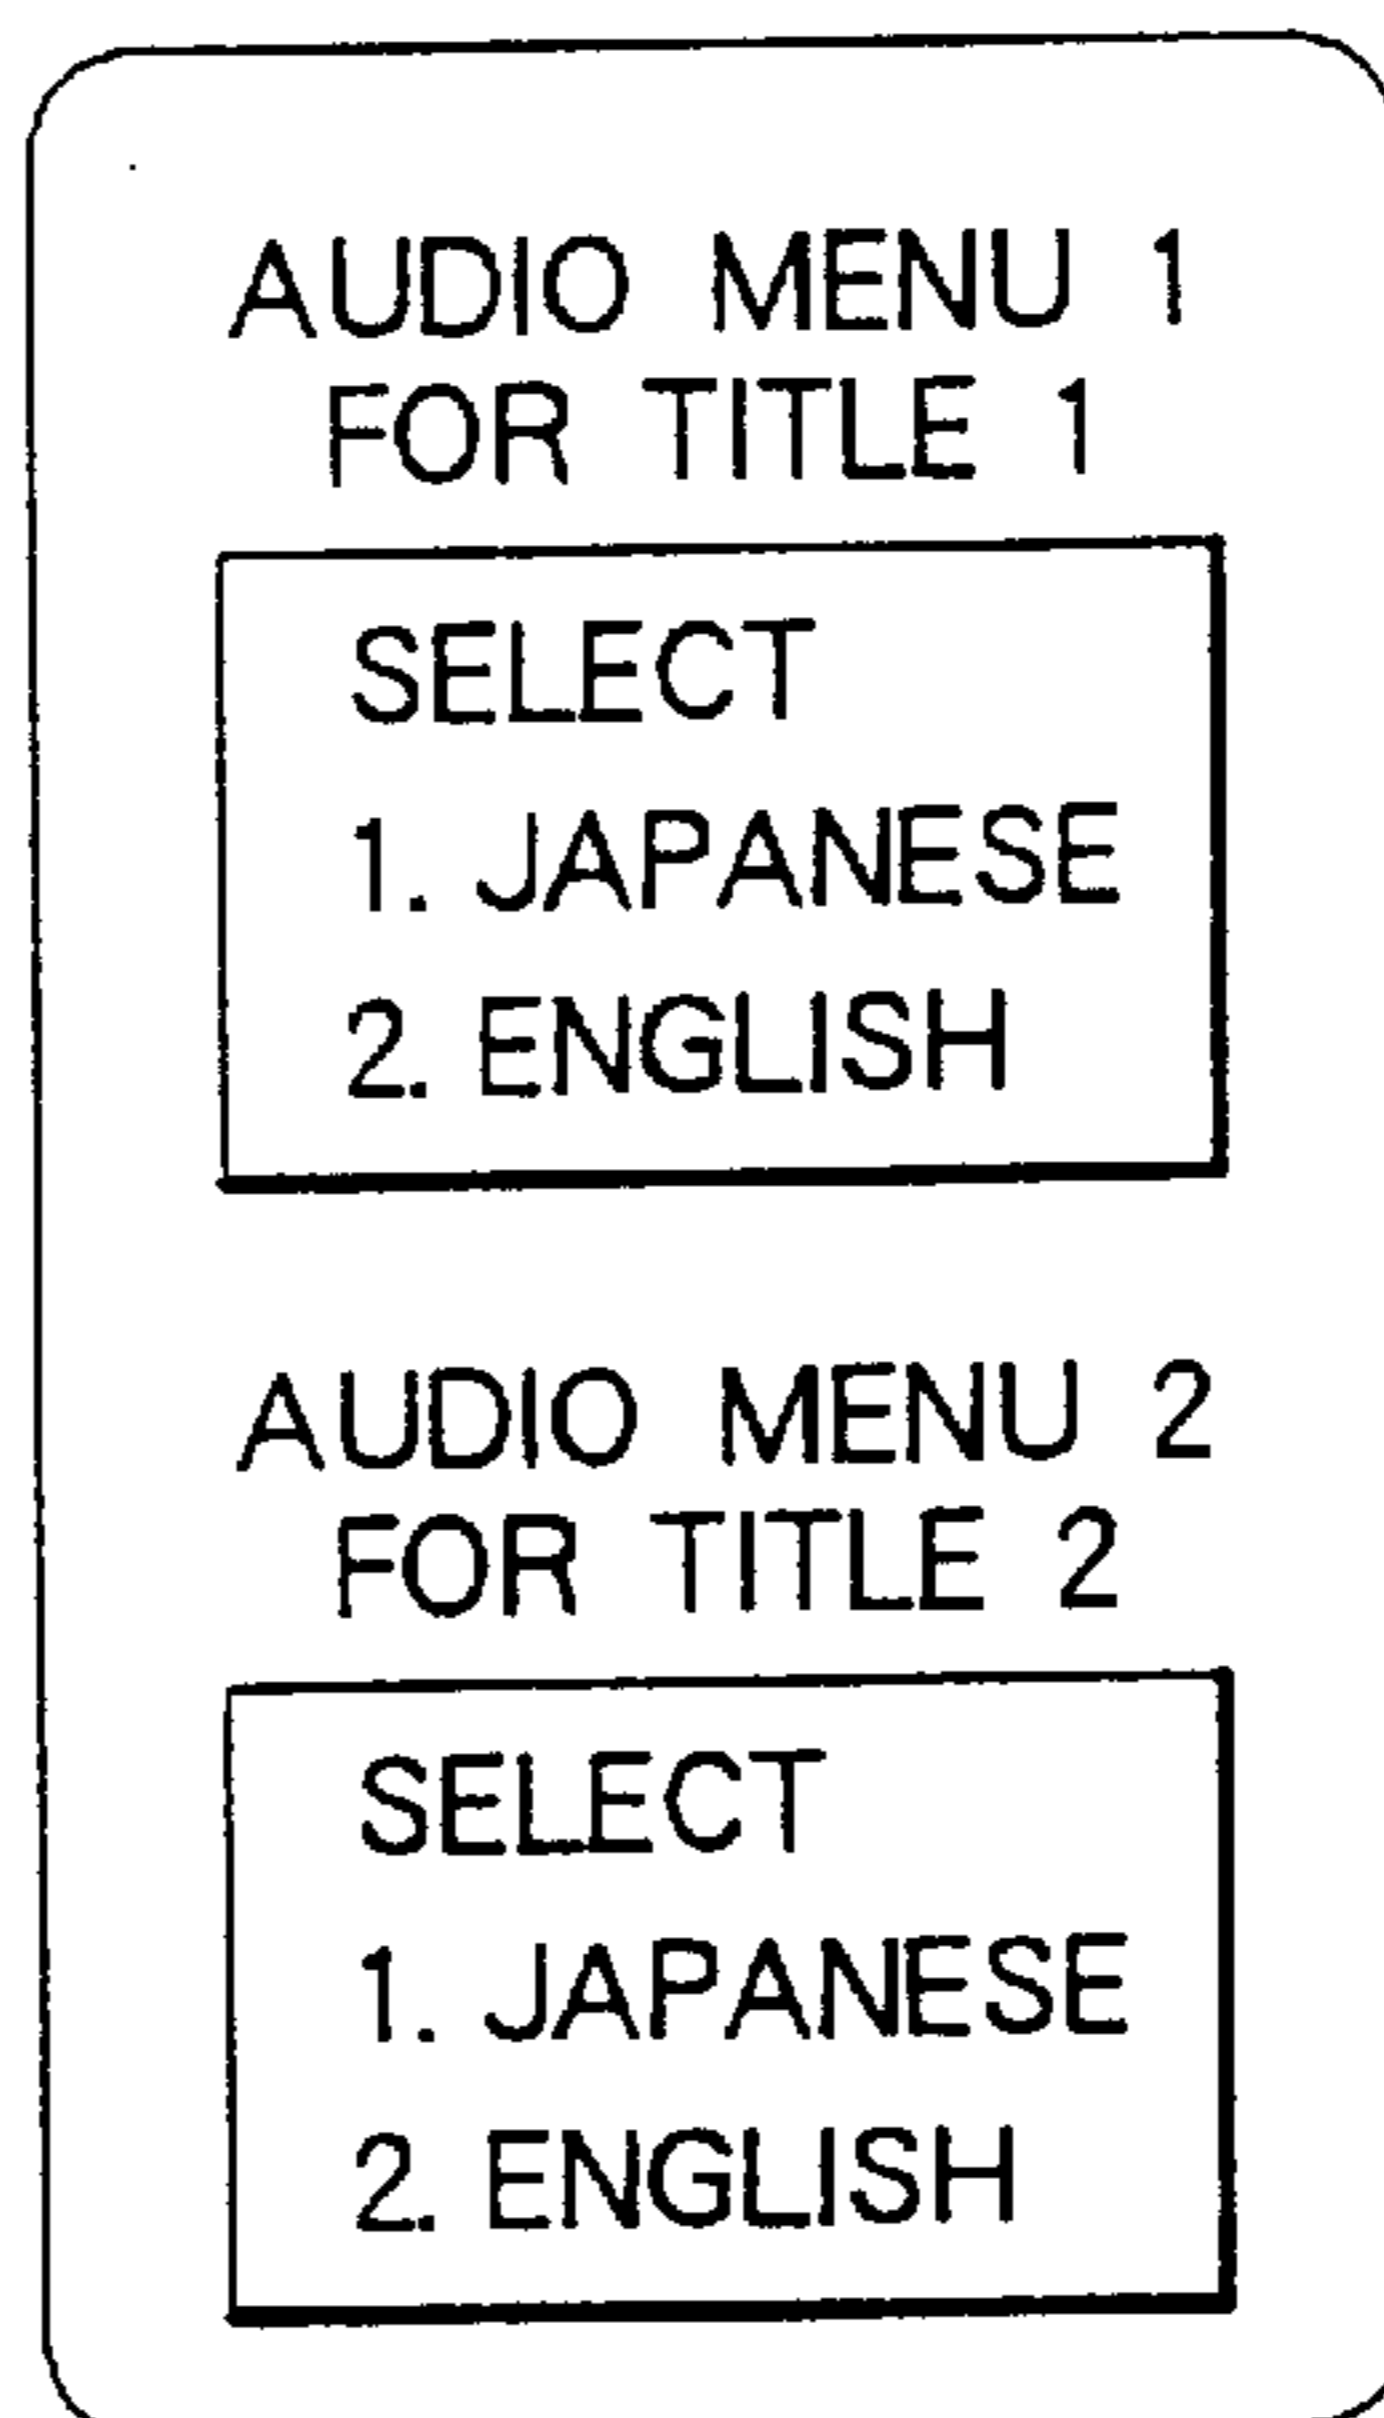 AUDIO MENU 1
FOR TITLE 1
SELECT
1. JAPANESE
2. ENGLISH
AUDIO MENU 2
FOR TITLE 2
SELECT
1. JAPANESE
2. ENGLISH